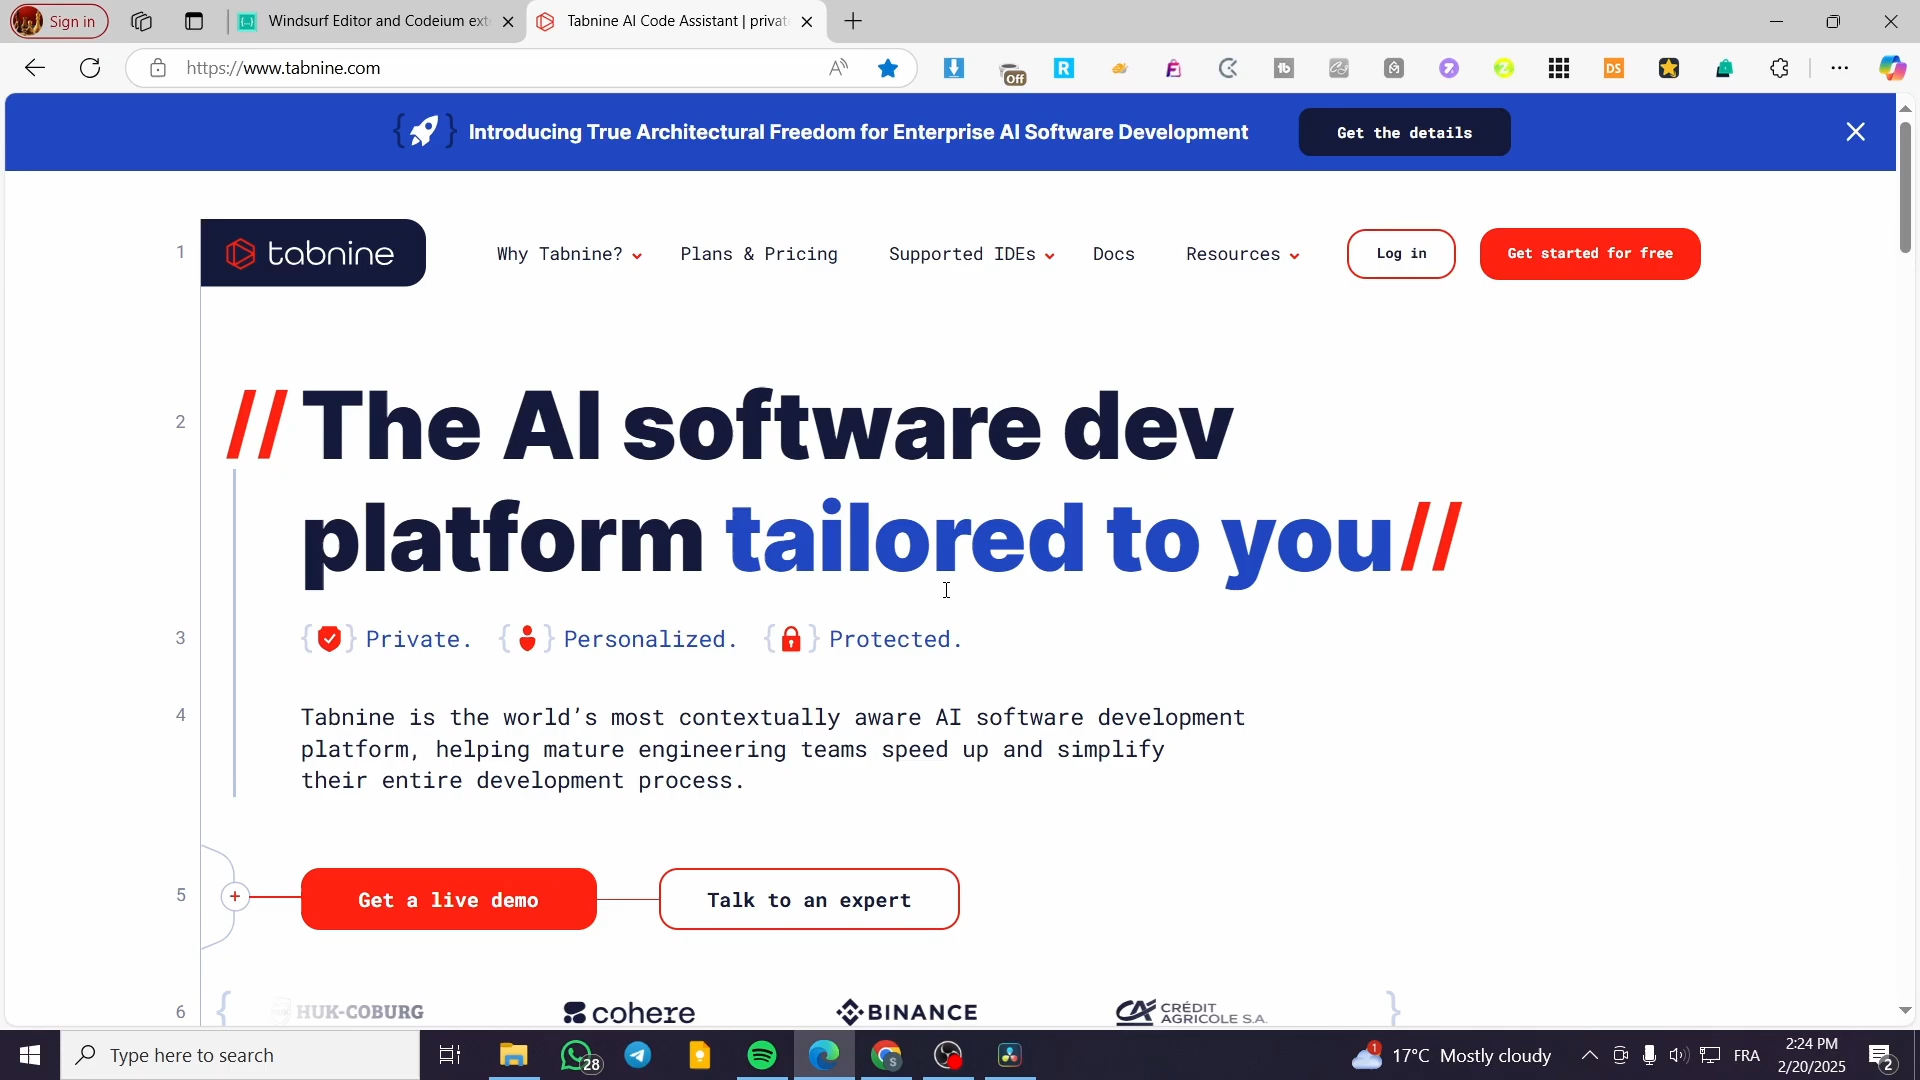 Sign in
Windsurf Editor and Codeium ext
Tabnine AI Code Assistant | privat
https://www.tabnine.com
Off
Introducing True Architectural Freedom for Enterprise AI Software Development
Get the details
1
tabnine
Why Tabnine?
Plans & Pricing
Supported IDEs
Docs
Resources
Log in
Get started for free
2
//The AI software dev
platform tailored to you//
3
{ } Private. { } Personalized. { } Protected.
4
Tabnine is the world’s most contextually aware AI software development
platform, helping mature engineering teams speed up and simplify
their entire development process.
5
+
Get a live demo
Talk to an expert
6
{ HUK-COBURG
cohere
BINANCE
CRÉDIT
AGRICOLE S.A. }
Type here to search
28
1
17°C Mostly cloudy
FRA
2:24 PM
2/20/2025
2